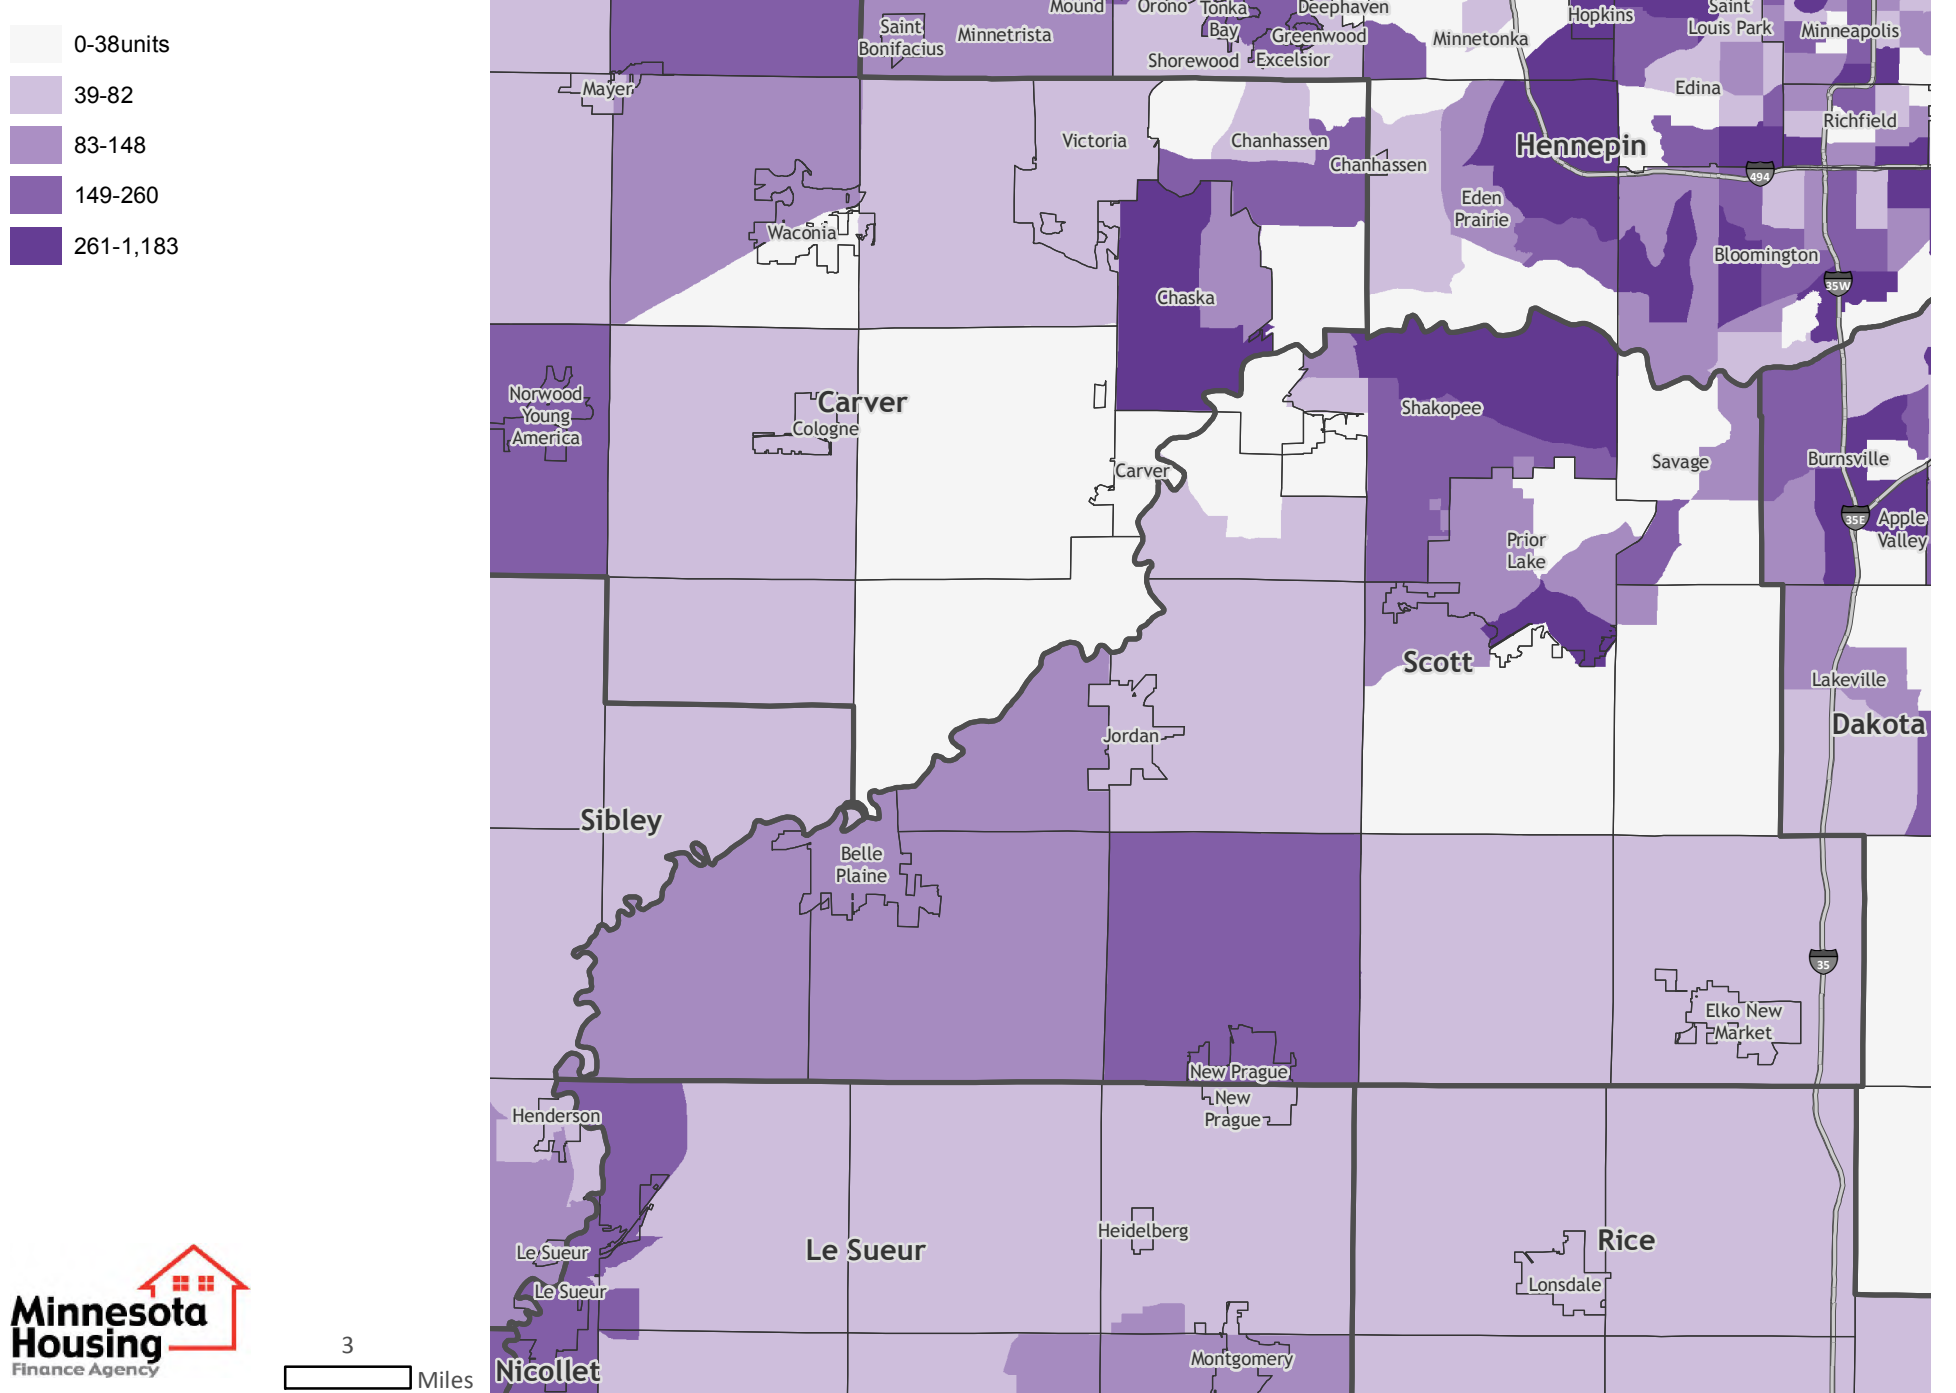 0-38units
39-82
83-148
149-260
261-1,183
Mound
Orono
Tonka
Bay
Deephaven
Greenwood
Excelsior
Shorewood
Saint
Bonifacius
Minnetrista
Minnetonka
Hopkins
Saint
Louis Park
Minneapolis
Mayer
Edina
Richfield
Victoria
Chanhassen
Chanhassen
Hennepin
494
Eden
Prairie
Waconia
Bloomington
35W
Chaska
Norwood
Young
America
Carver
Cologne
Shakopee
Carver
Savage
Burnsville
35E
Apple
Valley
Prior
Lake
Scott
Lakeville
Dakota
Jordan
Sibley
Belle
Plaine
35
Elko New
Market
New Prague
New
Prague
Henderson
Heidelberg
Le Sueur
Rice
Le Sueur
Le Sueur
Lonsdale
Montgomery
Nicollet
Minnesota
Housing
Finance Agency
3
Miles